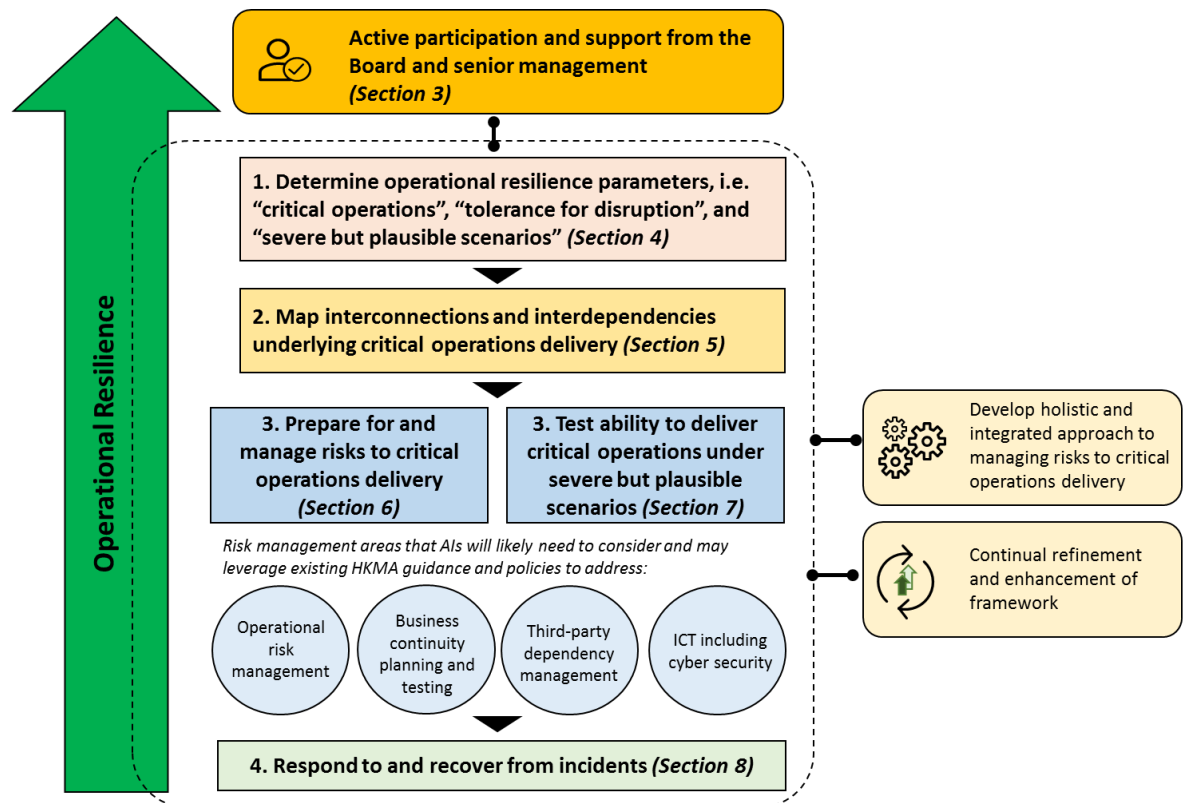 Active participation and support from the
Board and senior management
(Section 3)
Operational Resilience
1. Determine operational resilience parameters, i.e.
“critical operations”, “tolerance for disruption”, and
“severe but plausible scenarios” (Section 4)
2. Map interconnections and interdependencies
underlying critical operations delivery (Section 5)
3. Prepare for and
manage risks to critical
operations delivery
(Section 6)
3. Test ability to deliver
critical operations under
severe but plausible
scenarios (Section 7)
Develop holistic and
integrated approach to
managing risks to critical
operations delivery
Continual refinement
and enhancement of
framework
Risk management areas that AIs will likely need to consider and may
leverage existing HKMA guidance and policies to address:
Operational
risk
management
Business
continuity
planning and
testing
Third-party
dependency
management
ICT including
cyber security
4. Respond to and recover from incidents (Section 8)